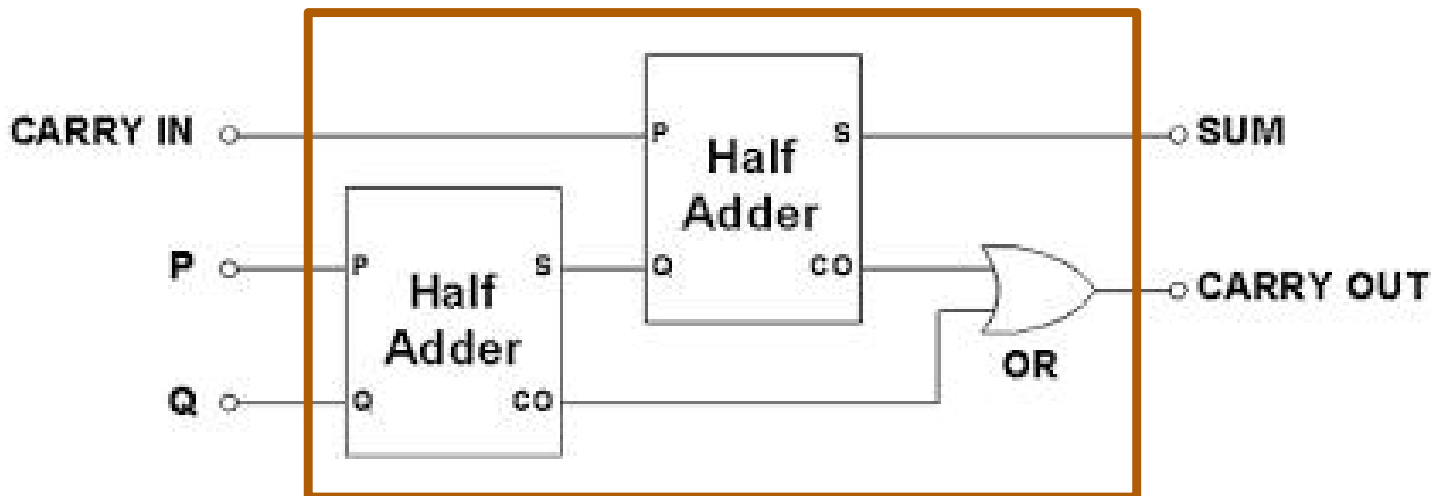 CARRY IN
P
S
SUM
Half
Adder
P
P
S
Q
CO
CARRY OUT
Half
Adder
OR
Q
Q
CO